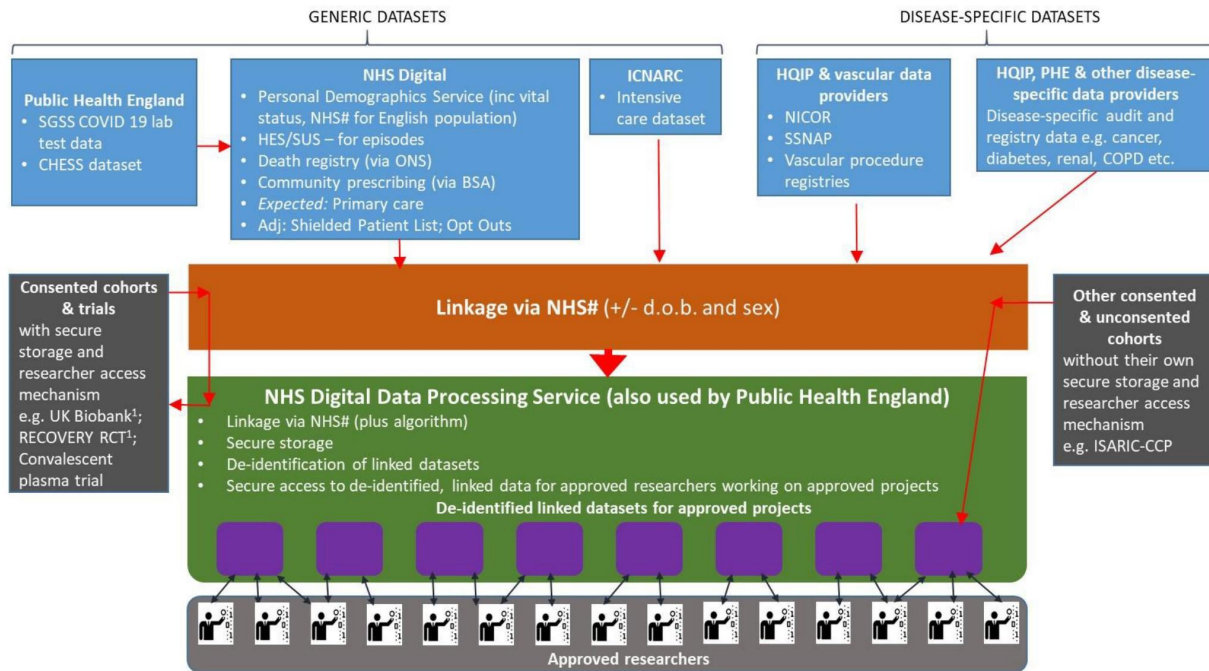 GENERIC DATASETS
DISEASE-SPECIFIC DATASETS
Public Health England
• SGSS COVID 19 lab
test data
• CHESS dataset
NHS Digital
• Personal Demographics Service (inc vital
status, NHS# for English population)
• HES/SUS – for episodes
• Death registry (via ONS)
• Community prescribing (via BSA)
• Expected: Primary care
• Adj: Shielded Patient List; Opt Outs
ICNARC
• Intensive
care dataset
HQIP & vascular data
providers
• NICOR
• SSNAP
• Vascular procedure
registries
HQIP, PHE & other disease-
specific data providers
Disease-specific audit and
registry data e.g. cancer,
diabetes, renal, COPD etc.
Linkage via NHS# (+/- d.o.b. and sex)
Consented cohorts
& trials
with secure
storage and
researcher access
mechanism
e.g. UK Biobank¹;
RECOVERY RCT¹;
Convalescent
plasma trial
Other consented
& unconsented
cohorts
without their own
secure storage and
researcher access
mechanism
e.g. ISARIC-CCP
NHS Digital Data Processing Service (also used by Public Health England)
• Linkage via NHS# (plus algorithm)
• Secure storage
• De-identification of linked datasets
• Secure access to de-identified, linked data for approved researchers working on approved projects
De-identified linked datasets for approved projects
Approved researchers